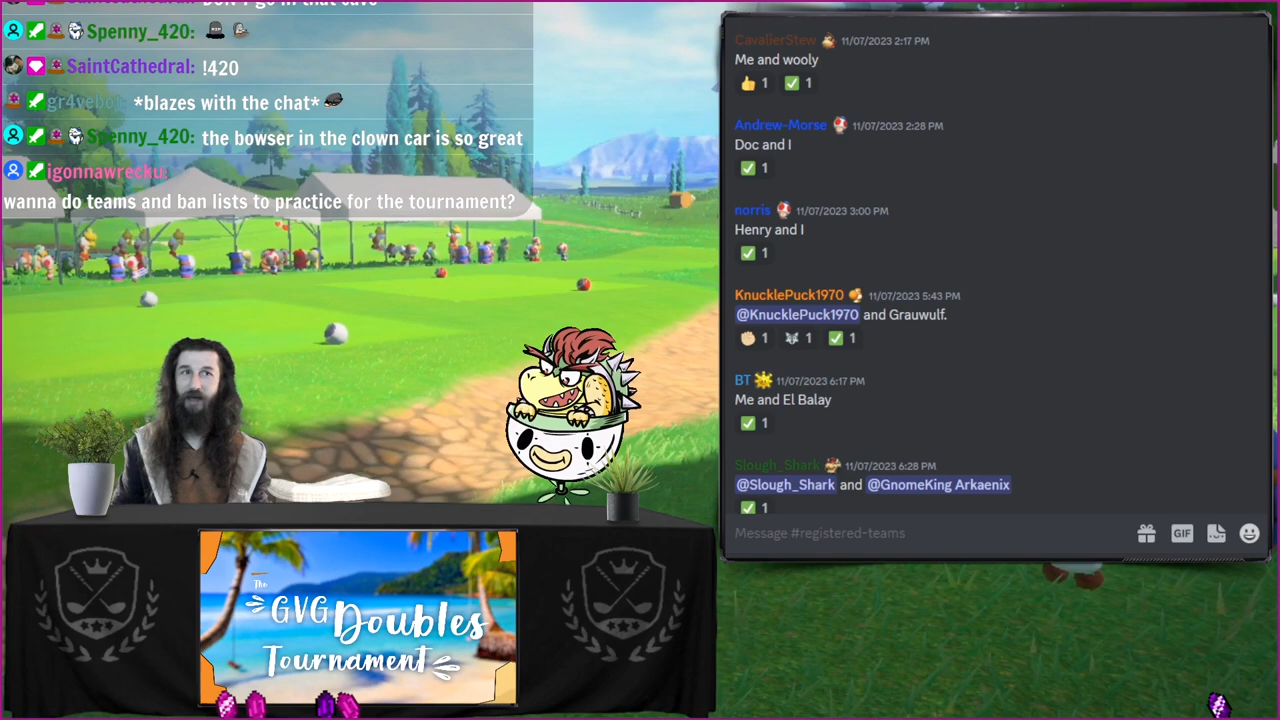 Spenny_420:
SaintCathedral: !420
*blazes with the chat*
Spenny_420: the bowser in the clown car is so great
igonnawrecku:
wanna do teams and ban lists to practice for the tournament?
CavalierStew 11/07/2023 2:17 PM
Me and wooly
1 1
Andrew-Morse 11/07/2023 2:28 PM
Doc and I
1
norris 11/07/2023 3:00 PM
Henry and I
1
KnucklePuck1970 11/07/2023 5:43 PM
@KnucklePuck1970 and Grauwulf.
1 1 1
BT 11/07/2023 6:17 PM
Me and El Balay
1
Slough_Shark 11/07/2023 6:28 PM
@Slough_Shark and @GnomeKing Arkaenix
1
Message #registered-teams
GIF
The
GVG Doubles
Tournament